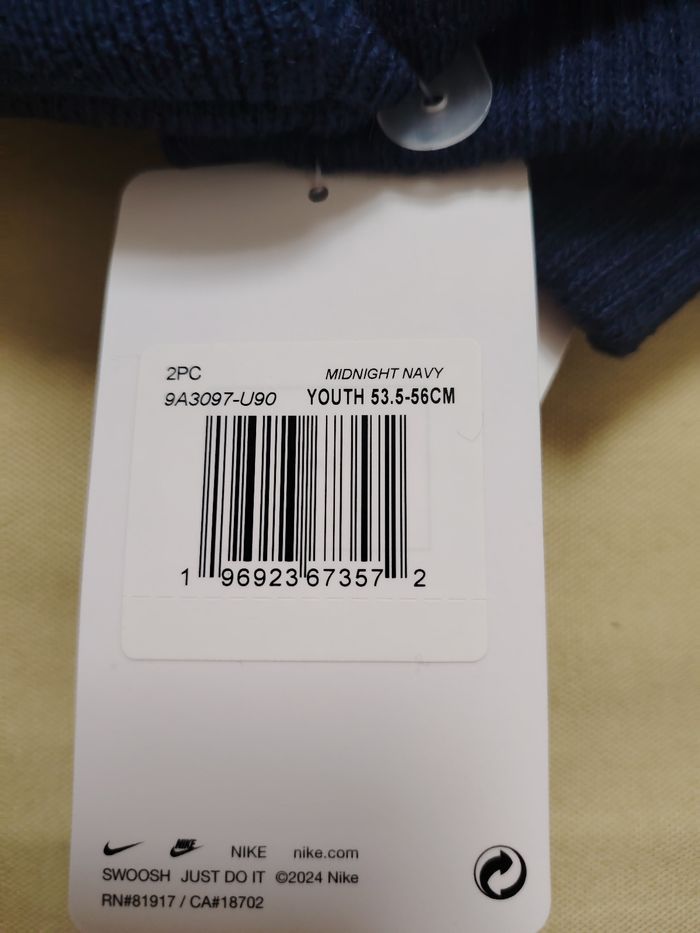 2PC MIDNIGHT NAVY
9A3097-U90 YOUTH 53.5-56CM
1 96923 67357 2
NIKE NIKE nike.com
SWOOSH JUST DO IT ©2024 Nike
RN#81917 / CA#18702